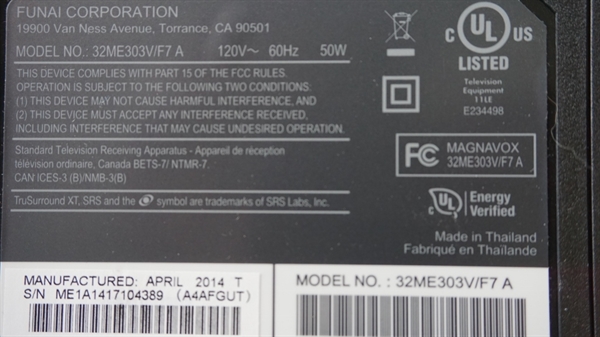 FUNAI CORPORATION
19900 Van Ness Avenue, Torrance, CA 90501
MODEL NO.: 32ME303V/F7 A 120V~ 60Hz 50W
THIS DEVICE COMPLIES WITH PART 15 OF THE FCC RULES.
OPERATION IS SUBJECT TO THE FOLLOWING TWO CONDITIONS:
(1) THIS DEVICE MAY NOT CAUSE HARMFUL INTERFERENCE, AND
(2) THIS DEVICE MUST ACCEPT ANY INTERFERENCE RECEIVED,
INCLUDING INTERFERENCE THAT MAY CAUSE UNDESIRED OPERATION.
Standard Television Receiving Apparatus - Appareil de réception
télévision ordinaire, Canada BETS-7/ NTMR-7.
CAN ICES-3 (B)/NMB-3(B)
TruSurround XT, SRS and the symbol are trademarks of SRS Labs, Inc.
C UL US
LISTED
Television
Equipment
11LE
E234498
FC MAGNAVOX
32ME303V/F7 A
C UL Energy
Verified
Made in Thailand
Fabriqué en Thaïlande
MANUFACTURED: APRIL 2014 T
S/N ME1A1417104389 (A4AFGUT)
MODEL NO. : 32ME303V/F7 A